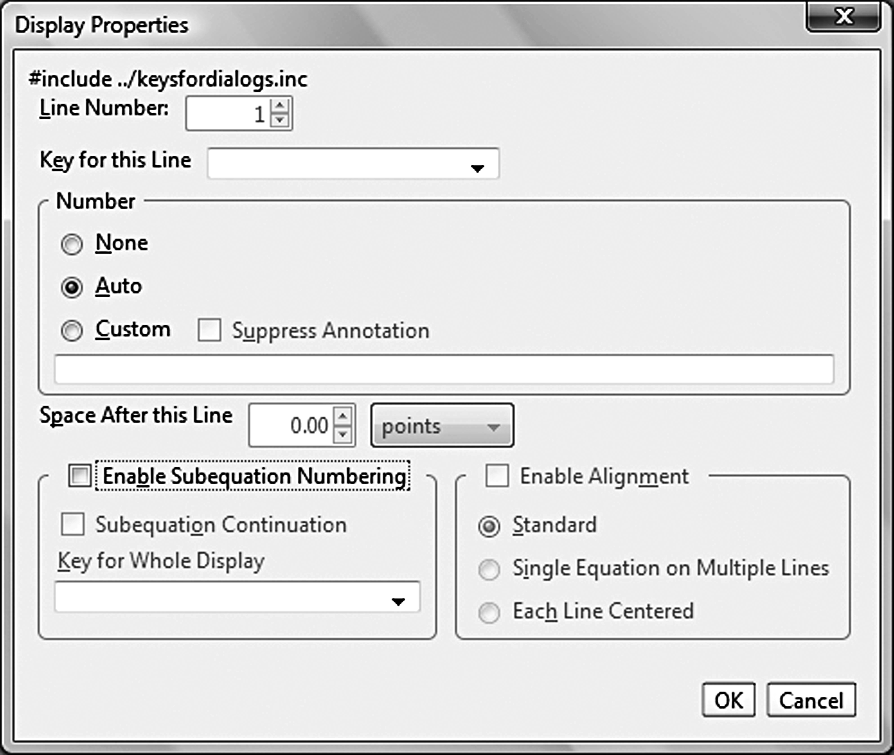 Display Properties
#include ../keysfordialogs.inc
Line Number: 1
Key for this Line
Number
None
Auto
Custom Suppress Annotation
Space After this Line 0.00 points
Enable Subequation Numbering
Subequation Continuation
Key for Whole Display
Enable Alignment
Standard
Single Equation on Multiple Lines
Each Line Centered
OK Cancel